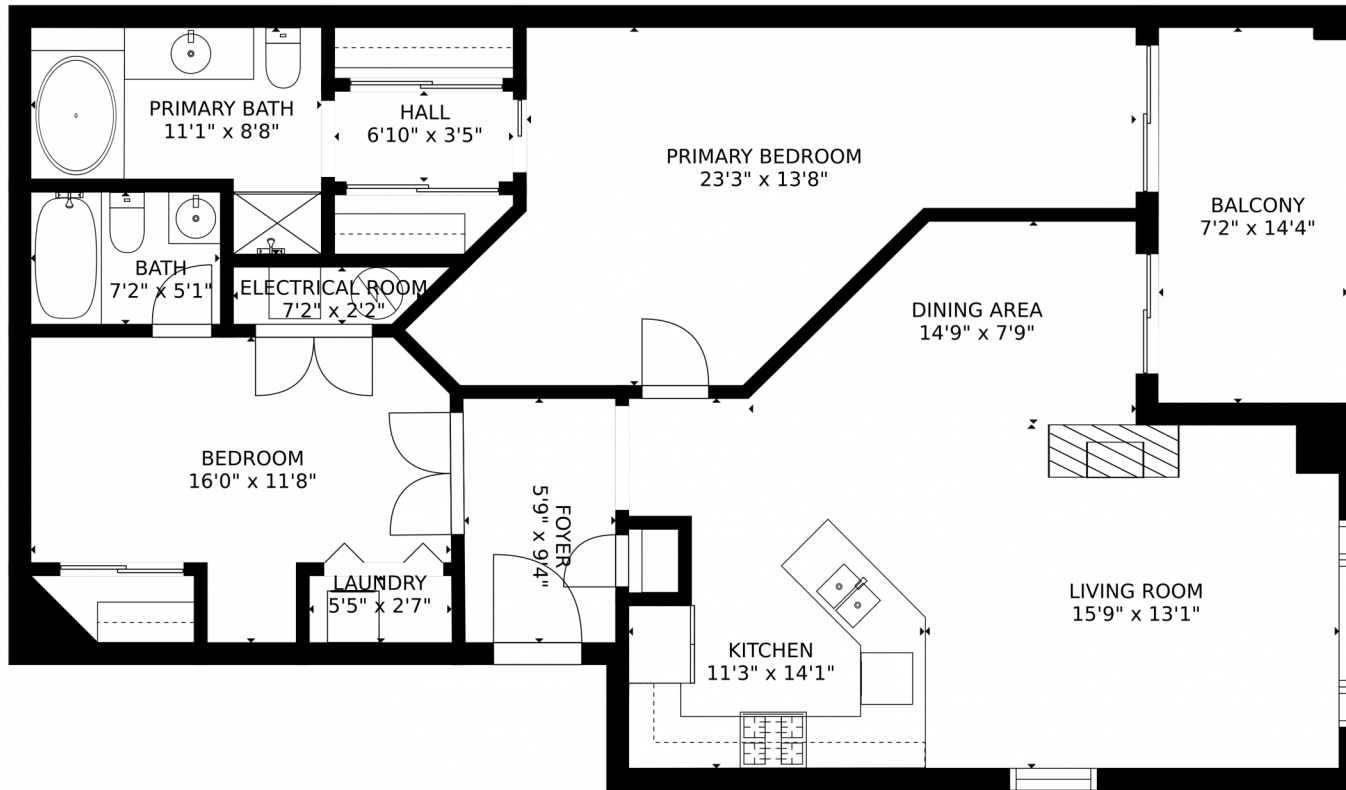 PRIMARY BATH
11'1" x 8'8"
HALL
6'10" x 3'5"
PRIMARY BEDROOM
23'3" x 13'8"
BALCONY
7'2" x 14'4"
BATH
7'2" x 5'1"
ELECTRICAL ROOM
7'2" x 2'2"
DINING AREA
14'9" x 7'9"
BEDROOM
16'0" x 11'8"
FOYER
5'9" x 9'4"
LAUNDRY
5'5" x 2'7"
LIVING ROOM
15'9" x 13'1"
KITCHEN
11'3" x 14'1"